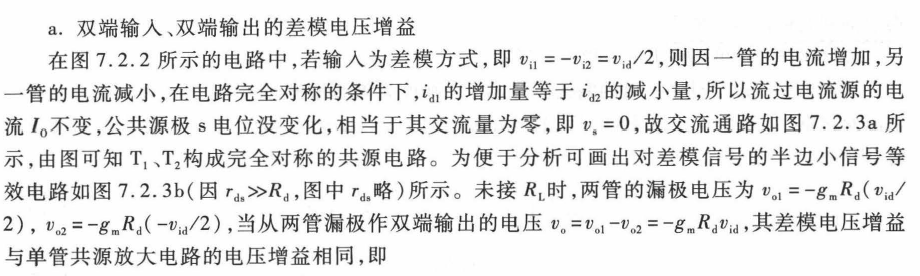 a. 双端输入、双端输出的差模电压增益
在图 7.2.2 所示的电路中,若输入为差模方式,即 v_{i1} = -v_{i2} = v_{id}/2,则因一管的电流增加,另
一管的电流减小,在电路完全对称的条件下,i_{d1}的增加量等于 i_{d2}的减小量,所以流过电流源的电
流 I_0不变,公共源极 s 电位没变化,相当于其交流量为零,即 v_s = 0,故交流通路如图 7.2.3a 所
示,由图可知 T_1、T_2构成完全对称的共源电路。为便于分析可画出对差模信号的半边小信号等
效电路如图 7.2.3b(因 r_{ds}≫R_d,图中 r_{ds}略)所示。未接 R_L时,两管的漏极电压为 v_{o1} = -g_m R_d(v_{id}/
2), v_{o2} = -g_m R_d(-v_{id}/2),当从两管漏极作双端输出的电压 v_o = v_{o1} - v_{o2} = -g_m R_d v_{id},其差模电压增益
与单管共源放大电路的电压增益相同,即